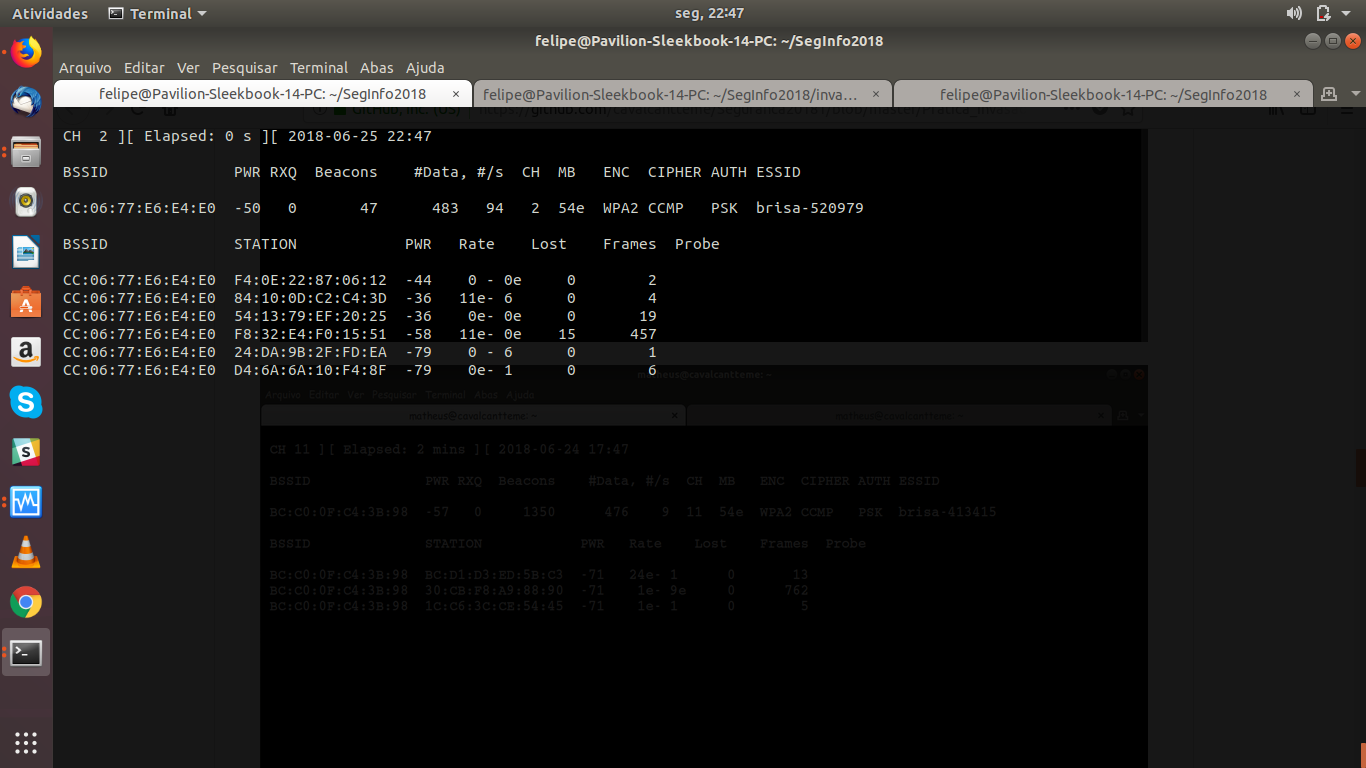 Atividades Terminal seg, 22:47
felipe@Pavilion-Sleekbook-14-PC: ~/SegInfo2018
Arquivo Editar Ver Pesquisar Terminal Abas Ajuda
felipe@Pavilion-Sleekbook-14-PC: ~/SegInfo2018 × felipe@Pavilion-Sleekbook-14-PC: ~/SegInfo2018/inva… × felipe@Pavilion-Sleekbook-14-PC: ~/SegInfo2018 ×
CH 2 ][ Elapsed: 0 s ][ 2018-06-25 22:47
BSSID PWR RXQ Beacons #Data, #/s CH MB ENC CIPHER AUTH ESSID
CC:06:77:E6:E4:E0 -50 0 47 483 94 2 54e WPA2 CCMP PSK brisa-520979
BSSID STATION PWR Rate Lost Frames Probe
CC:06:77:E6:E4:E0 F4:0E:22:87:06:12 -44 0 - 0e 0 2
CC:06:77:E6:E4:E0 84:10:0D:C2:C4:3D -36 11e- 6 0 4
CC:06:77:E6:E4:E0 54:13:79:EF:20:25 -36 0e- 0e 0 19
CC:06:77:E6:E4:E0 F8:32:E4:F0:15:51 -58 11e- 0e 15 457
CC:06:77:E6:E4:E0 24:DA:9B:2F:FD:EA -79 0 - 6 0 1
CC:06:77:E6:E4:E0 D4:6A:6A:10:F4:8F -79 0e- 1 0 6
matheus@cavalcantteme: ~
Arquivo Editar Ver Pesquisar Terminal Abas Ajuda
matheus@cavalcantteme: ~ × matheus@cavalcantteme: ~ ×
CH 11 ][ Elapsed: 2 mins ][ 2018-06-24 17:47
BSSID PWR RXQ Beacons #Data, #/s CH MB ENC CIPHER AUTH ESSID
BC:C0:0F:C4:3B:98 -57 0 1350 476 9 11 54e WPA2 CCMP PSK brisa-413415
BSSID STATION PWR Rate Lost Frames Probe
BC:C0:0F:C4:3B:98 BC:D1:D3:ED:5B:C3 -71 24e- 1 0 13
BC:C0:0F:C4:3B:98 30:CB:F8:A9:88:90 -71 1e- 9e 0 762
BC:C0:0F:C4:3B:98 1C:C6:3C:CE:54:45 -71 1e- 1 0 5